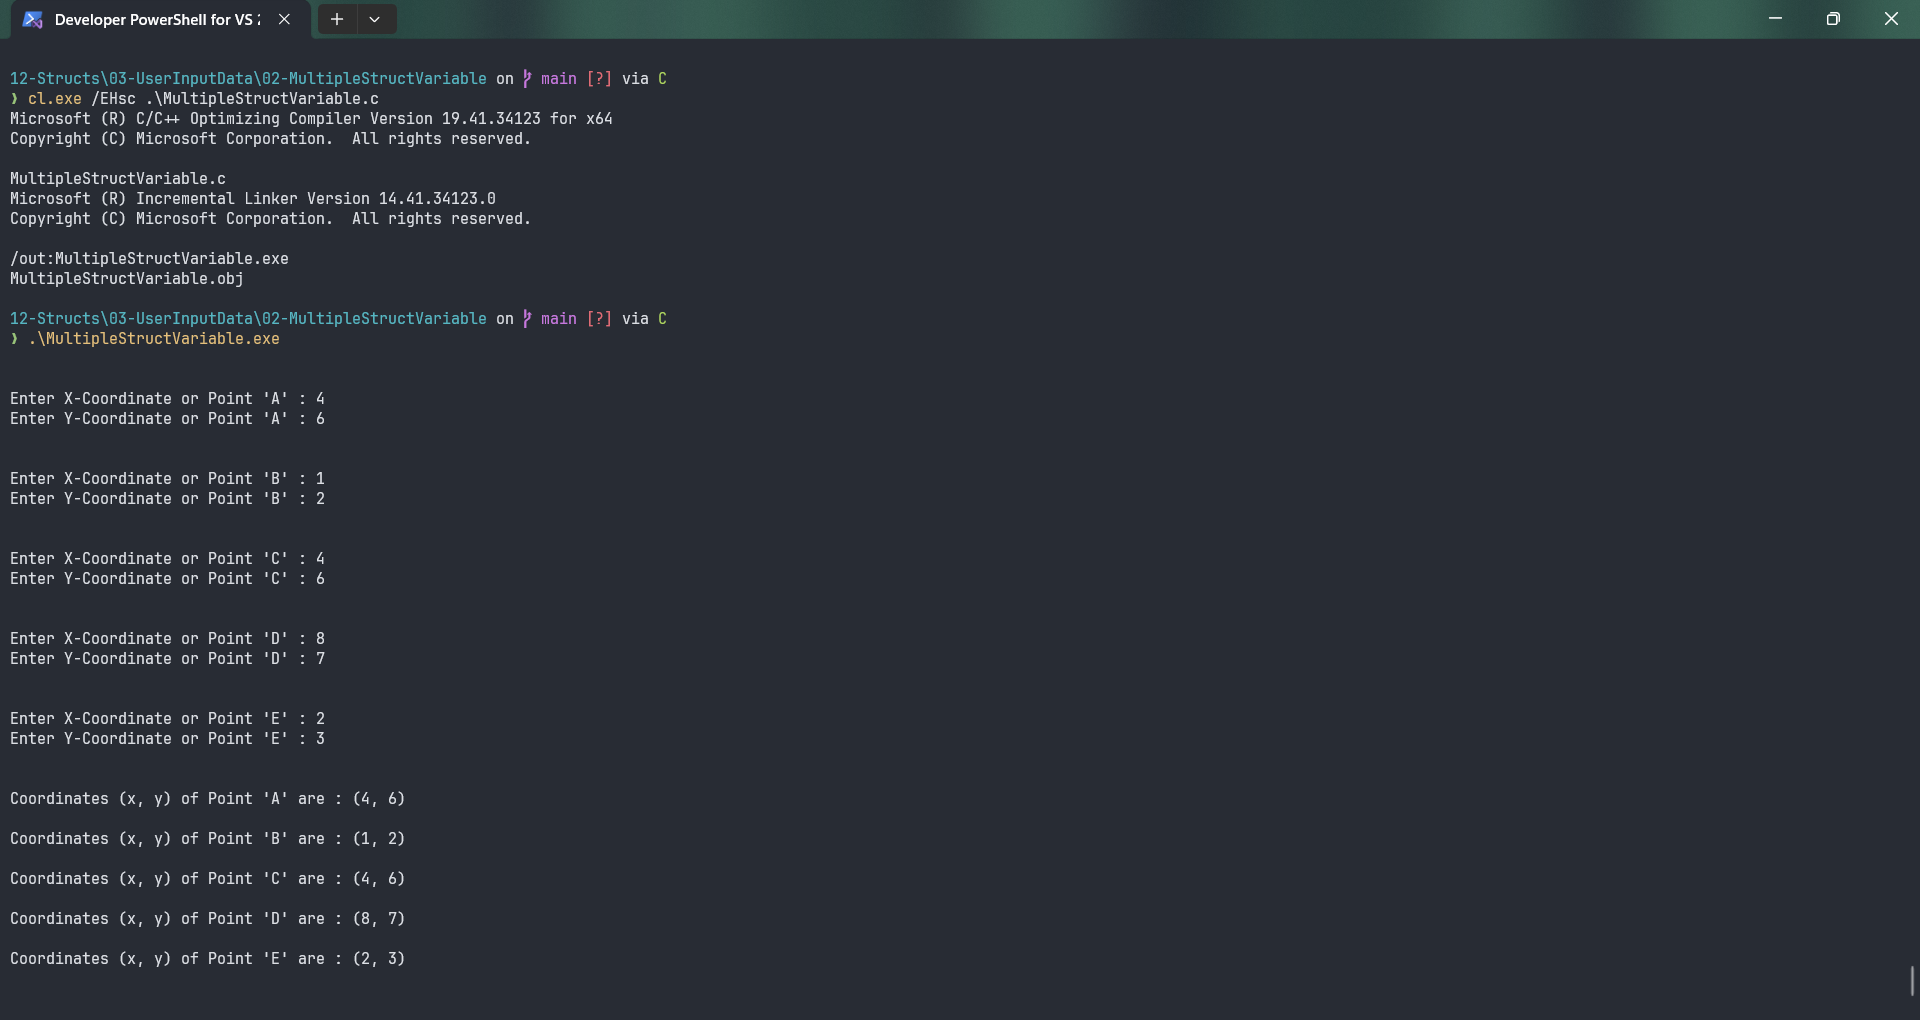 Developer PowerShell for VS
12-Structs\03-UserInputData\02-MultipleStructVariable on main [?] via C
❯ cl.exe /EHsc .\MultipleStructVariable.c
Microsoft (R) C/C++ Optimizing Compiler Version 19.41.34123 for x64
Copyright (C) Microsoft Corporation.  All rights reserved.
MultipleStructVariable.c
Microsoft (R) Incremental Linker Version 14.41.34123.0
Copyright (C) Microsoft Corporation.  All rights reserved.
/out:MultipleStructVariable.exe
MultipleStructVariable.obj
12-Structs\03-UserInputData\02-MultipleStructVariable on main [?] via C
❯ .\MultipleStructVariable.exe
Enter X-Coordinate or Point 'A' : 4
Enter Y-Coordinate or Point 'A' : 6
Enter X-Coordinate or Point 'B' : 1
Enter Y-Coordinate or Point 'B' : 2
Enter X-Coordinate or Point 'C' : 4
Enter Y-Coordinate or Point 'C' : 6
Enter X-Coordinate or Point 'D' : 8
Enter Y-Coordinate or Point 'D' : 7
Enter X-Coordinate or Point 'E' : 2
Enter Y-Coordinate or Point 'E' : 3
Coordinates (x, y) of Point 'A' are : (4, 6)
Coordinates (x, y) of Point 'B' are : (1, 2)
Coordinates (x, y) of Point 'C' are : (4, 6)
Coordinates (x, y) of Point 'D' are : (8, 7)
Coordinates (x, y) of Point 'E' are : (2, 3)